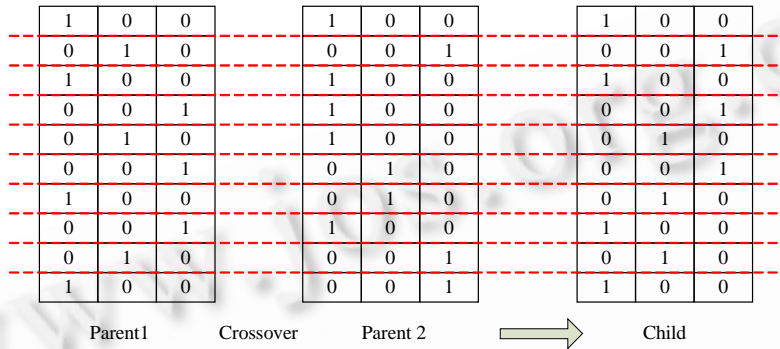 1 0 0 1 0 0 1 0 0
0 1 0 0 0 1 0 0 1
1 0 0 1 0 0 1 0 0
0 0 1 1 0 0 0 0 1
0 1 0 1 0 0 0 1 0
0 0 1 0 1 0 0 0 1
1 0 0 0 1 0 0 1 0
0 0 1 1 0 0 1 0 0
0 1 0 0 0 1 0 1 0
1 0 0 0 0 1 1 0 0
Parent1 Crossover Parent 2 Child